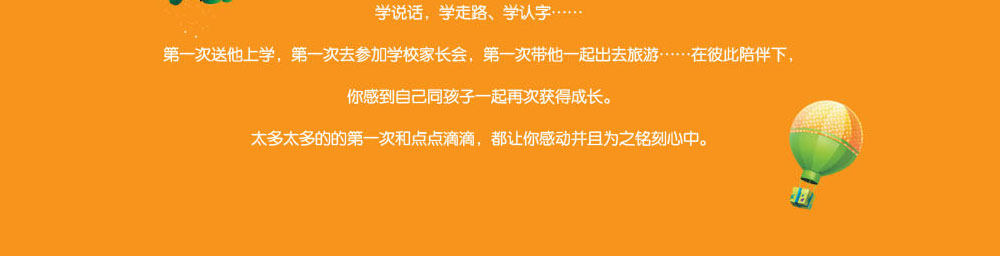 学说话，学走路、学认字……
第一次送他上学，第一次去参加学校家长会，第一次带他一起出去旅游……在彼此陪伴下，
你感到自己同孩子一起再次获得成长。
太多太多的的第一次和点点滴滴，都让你感动并且为之铭刻心中。